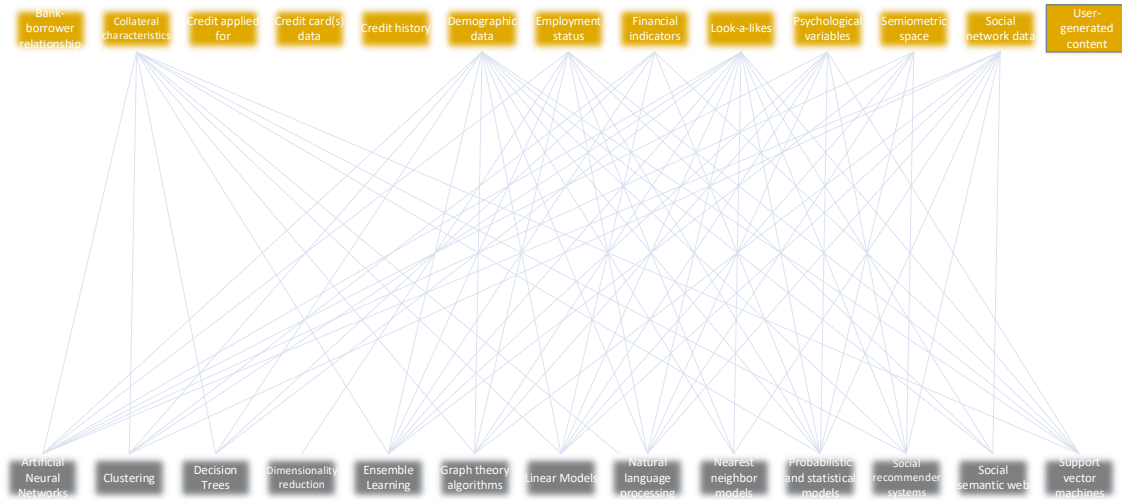 Bank-
borrower
relationship
Collateral
characteristics
Credit applied
for
Credit card(s)
data
Credit history
Demographic
data
Employment
status
Financial
indicators
Look-a-likes
Psychological
variables
Semiometric
space
Social
network data
User-
generated
content
Artificial
Neural
Networks
Clustering
Decision
Trees
Dimensionality
reduction
Ensemble
Learning
Graph theory
algorithms
Linear Models
Natural
language
processing
Nearest
neighbor
models
Probabilistic
and statistical
models
Social
recommender
systems
Social
semantic web
Support
vector
machines